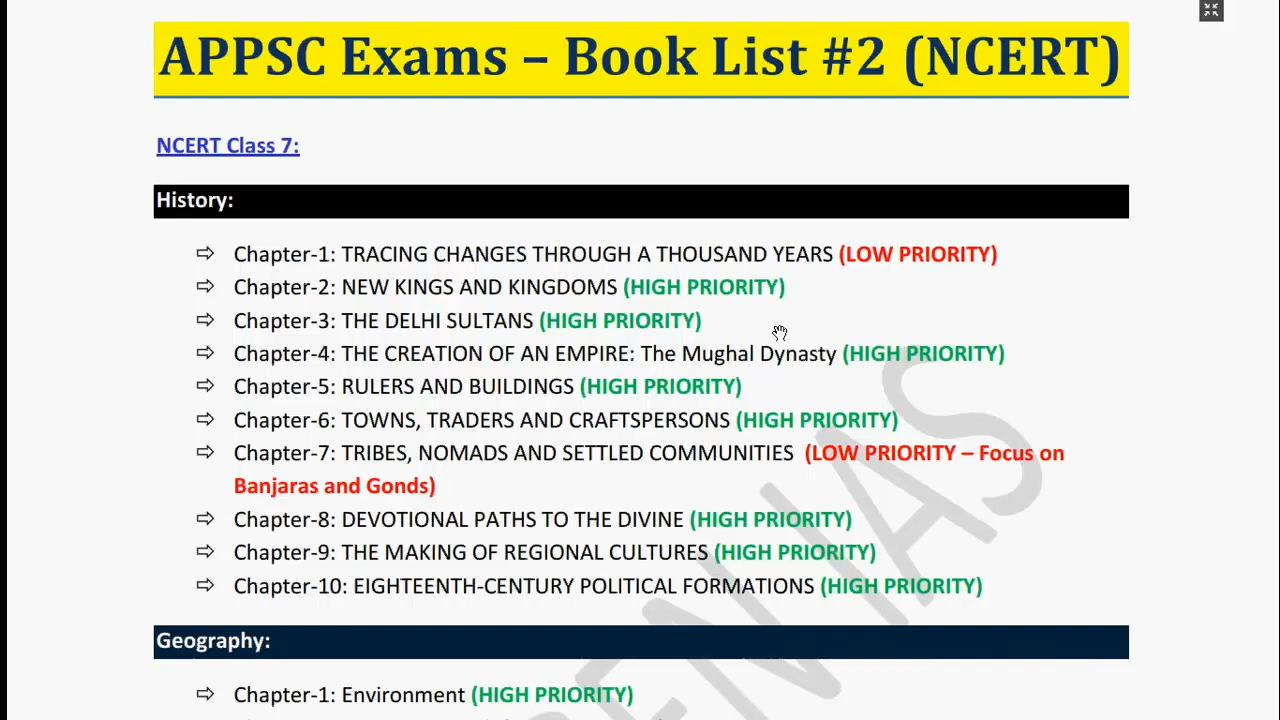 APPSC Exams – Book List #2 (NCERT)
NCERT Class 7:
History:
⇨ Chapter-1: TRACING CHANGES THROUGH A THOUSAND YEARS (LOW PRIORITY)
⇨ Chapter-2: NEW KINGS AND KINGDOMS (HIGH PRIORITY)
⇨ Chapter-3: THE DELHI SULTANS (HIGH PRIORITY)
⇨ Chapter-4: THE CREATION OF AN EMPIRE: The Mughal Dynasty (HIGH PRIORITY)
⇨ Chapter-5: RULERS AND BUILDINGS (HIGH PRIORITY)
⇨ Chapter-6: TOWNS, TRADERS AND CRAFTSPERSONS (HIGH PRIORITY)
⇨ Chapter-7: TRIBES, NOMADS AND SETTLED COMMUNITIES (LOW PRIORITY – Focus on
Banjaras and Gonds)
⇨ Chapter-8: DEVOTIONAL PATHS TO THE DIVINE (HIGH PRIORITY)
⇨ Chapter-9: THE MAKING OF REGIONAL CULTURES (HIGH PRIORITY)
⇨ Chapter-10: EIGHTEENTH-CENTURY POLITICAL FORMATIONS (HIGH PRIORITY)
Geography:
⇨ Chapter-1: Environment (HIGH PRIORITY)
IAS